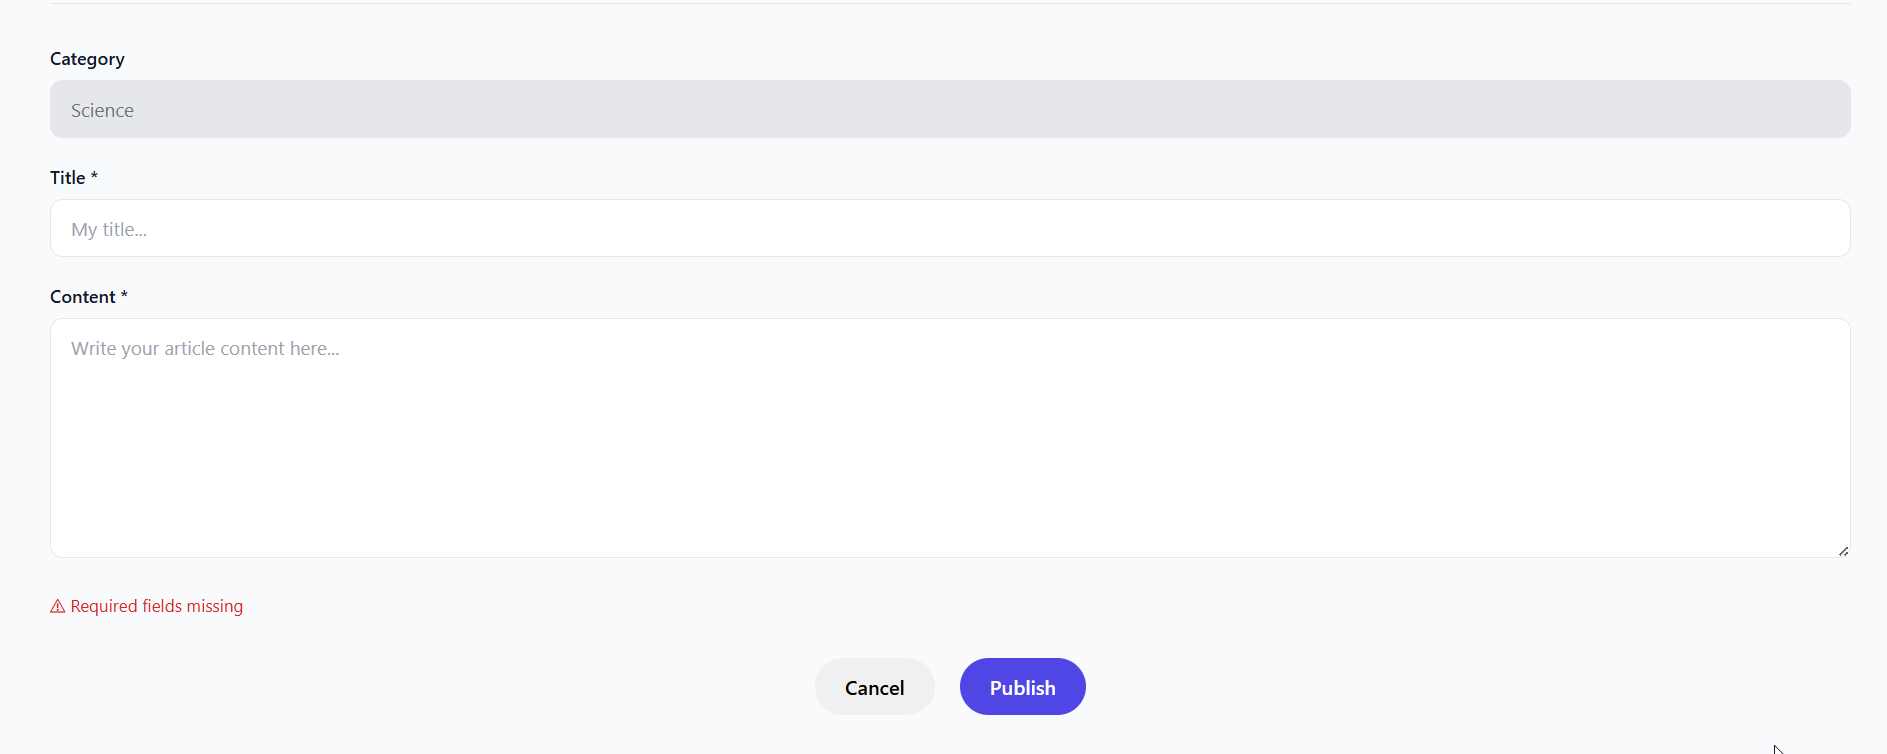 Category
Science
Title *
My title...
Content *
Write your article content here...
⚠ Required fields missing
Cancel
Publish